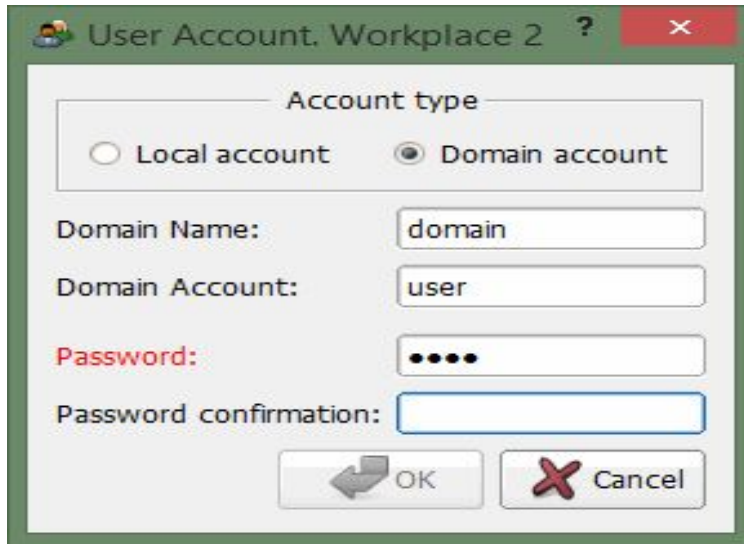 User Account. Workplace 2 ?
Account type
Local account Domain account
Domain Name: domain
Domain Account: user
Password: ••••
Password confirmation:
OK Cancel